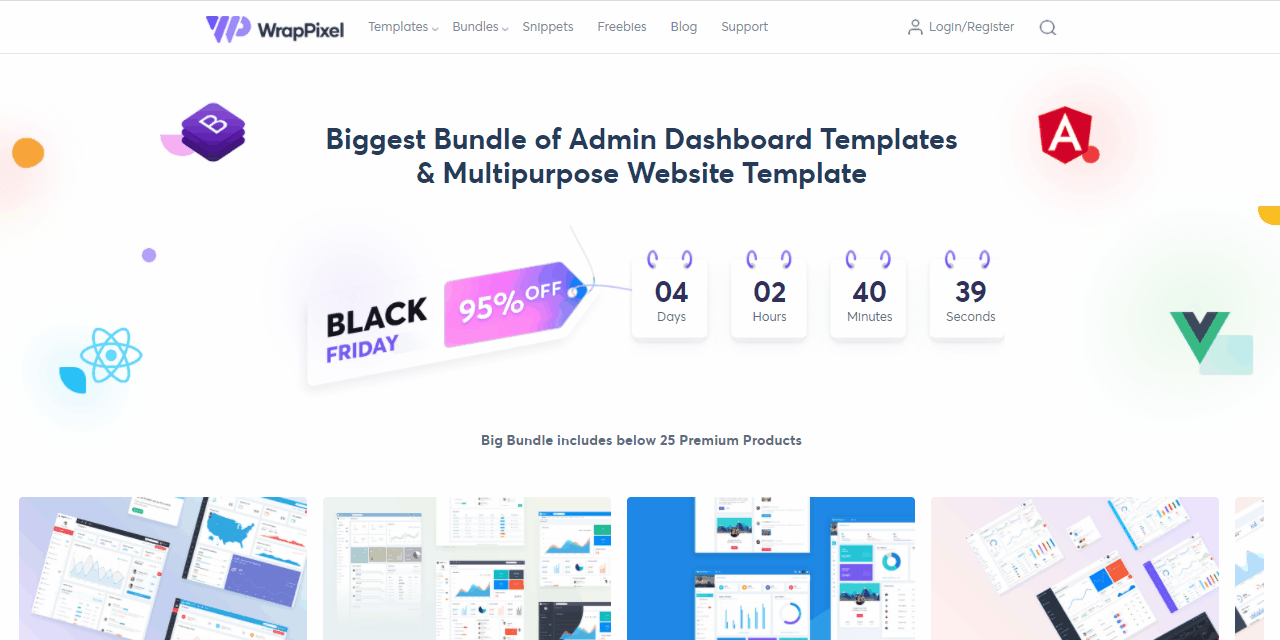 WrapPixel
Templates
Bundles
Snippets
Freebies
Blog
Support
Login/Register
B
A
Biggest Bundle of Admin Dashboard Templates
& Multipurpose Website Template
BLACK
FRIDAY
95% OFF
04
Days
02
Hours
40
Minutes
39
Seconds
Big Bundle includes below 25 Premium Products